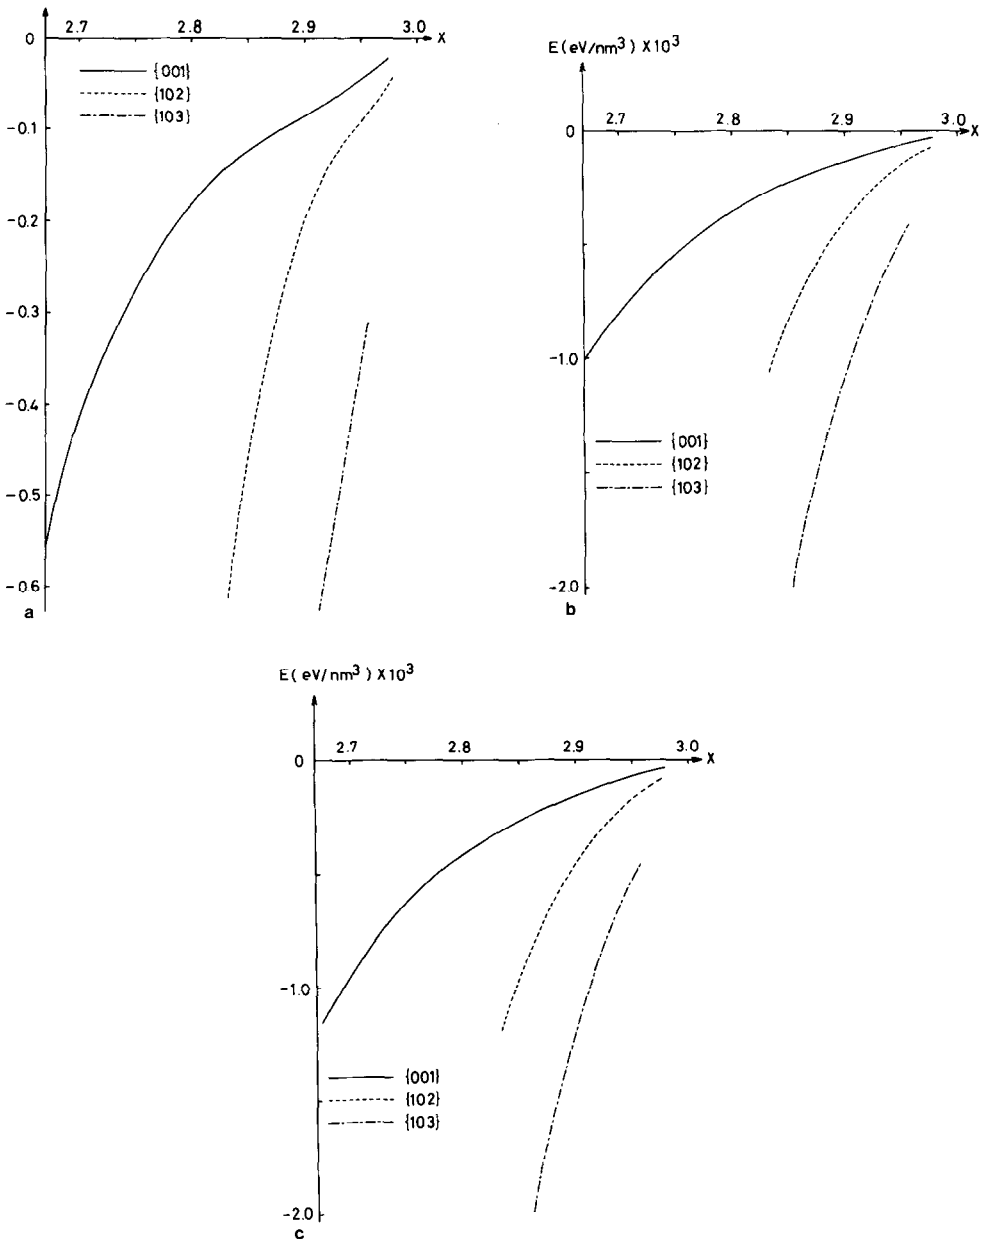 2.7 2.8 2.9 3.0 X
0
{001}
{102}
{103}
-0.1
-0.2
-0.3
-0.4
-0.5
-0.6
a
E(eV/nm³) X10³
2.7 2.8 2.9 3.0 X
0
-1.0
{001}
{102}
{103}
-2.0
b
E(eV/nm³) X10³
2.7 2.8 2.9 3.0 X
0
-1.0
{001}
{102}
{103}
-2.0
c